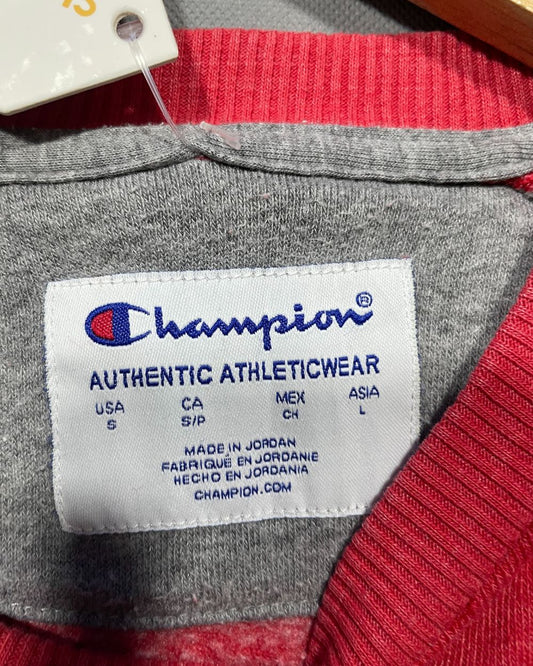 Champion®
AUTHENTIC ATHLETICWEAR
USA CA MEX ASIA
S S/P CH L
MADE IN JORDAN
FABRIQUÉ EN JORDANIE
HECHO EN JORDANIA
CHAMPION.COM